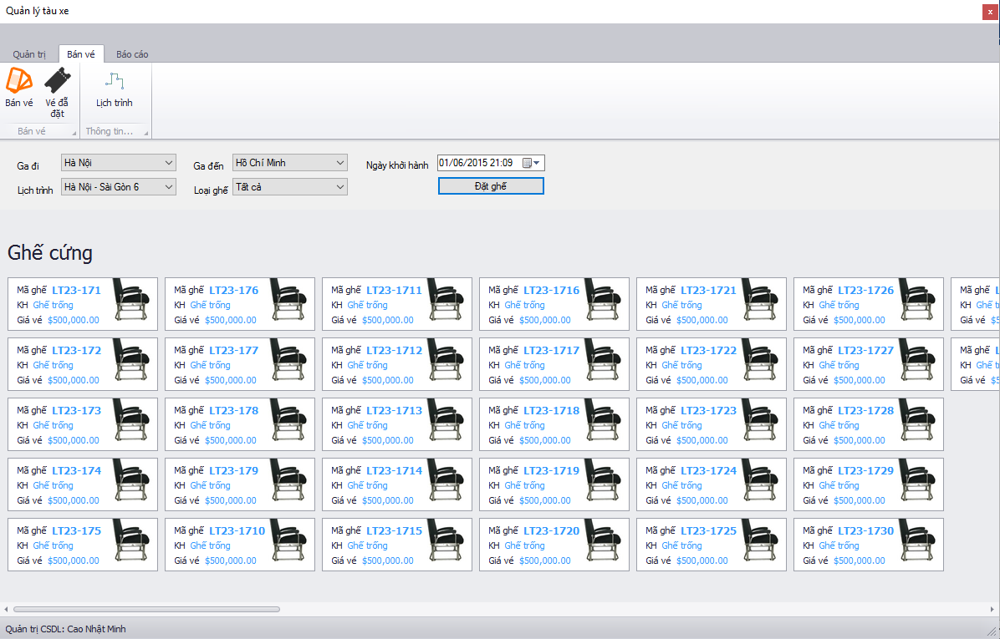 Quản lý tàu xe
x
Quản trị Bán vé Báo cáo
Bán vé Vé đẫ đặt Lịch trình
Bán vé Thông tin...
Ga đi Hà Nội Ga đến Hồ Chí Minh Ngày khởi hành 01/06/2015 21:09
Lịch trình Hà Nội - Sài Gòn 6 Loại ghế Tất cả Đặt ghế
Ghế cứng
Mã ghế LT23-171 Mã ghế LT23-176 Mã ghế LT23-1711 Mã ghế LT23-1716 Mã ghế LT23-1721 Mã ghế LT23-1726 Mã ghế
KH Ghế trống KH Ghế trống KH Ghế trống KH Ghế trống KH Ghế trống KH Ghế trống KH Ghế
Giá vé $500,000.00 Giá vé $500,000.00 Giá vé $500,000.00 Giá vé $500,000.00 Giá vé $500,000.00 Giá vé $500,000.00 Giá vé
Mã ghế LT23-172 Mã ghế LT23-177 Mã ghế LT23-1712 Mã ghế LT23-1717 Mã ghế LT23-1722 Mã ghế LT23-1727 Mã ghế
KH Ghế trống KH Ghế trống KH Ghế trống KH Ghế trống KH Ghế trống KH Ghế trống KH Ghế
Giá vé $500,000.00 Giá vé $500,000.00 Giá vé $500,000.00 Giá vé $500,000.00 Giá vé $500,000.00 Giá vé $500,000.00 Giá vé
Mã ghế LT23-173 Mã ghế LT23-178 Mã ghế LT23-1713 Mã ghế LT23-1718 Mã ghế LT23-1723 Mã ghế LT23-1728
KH Ghế trống KH Ghế trống KH Ghế trống KH Ghế trống KH Ghế trống KH Ghế trống
Giá vé $500,000.00 Giá vé $500,000.00 Giá vé $500,000.00 Giá vé $500,000.00 Giá vé $500,000.00 Giá vé $500,000.00
Mã ghế LT23-174 Mã ghế LT23-179 Mã ghế LT23-1714 Mã ghế LT23-1719 Mã ghế LT23-1724 Mã ghế LT23-1729
KH Ghế trống KH Ghế trống KH Ghế trống KH Ghế trống KH Ghế trống KH Ghế trống
Giá vé $500,000.00 Giá vé $500,000.00 Giá vé $500,000.00 Giá vé $500,000.00 Giá vé $500,000.00 Giá vé $500,000.00
Mã ghế LT23-175 Mã ghế LT23-1710 Mã ghế LT23-1715 Mã ghế LT23-1720 Mã ghế LT23-1725 Mã ghế LT23-1730
KH Ghế trống KH Ghế trống KH Ghế trống KH Ghế trống KH Ghế trống KH Ghế trống
Giá vé $500,000.00 Giá vé $500,000.00 Giá vé $500,000.00 Giá vé $500,000.00 Giá vé $500,000.00 Giá vé $500,000.00
Quản trị CSDL: Cao Nhật Minh